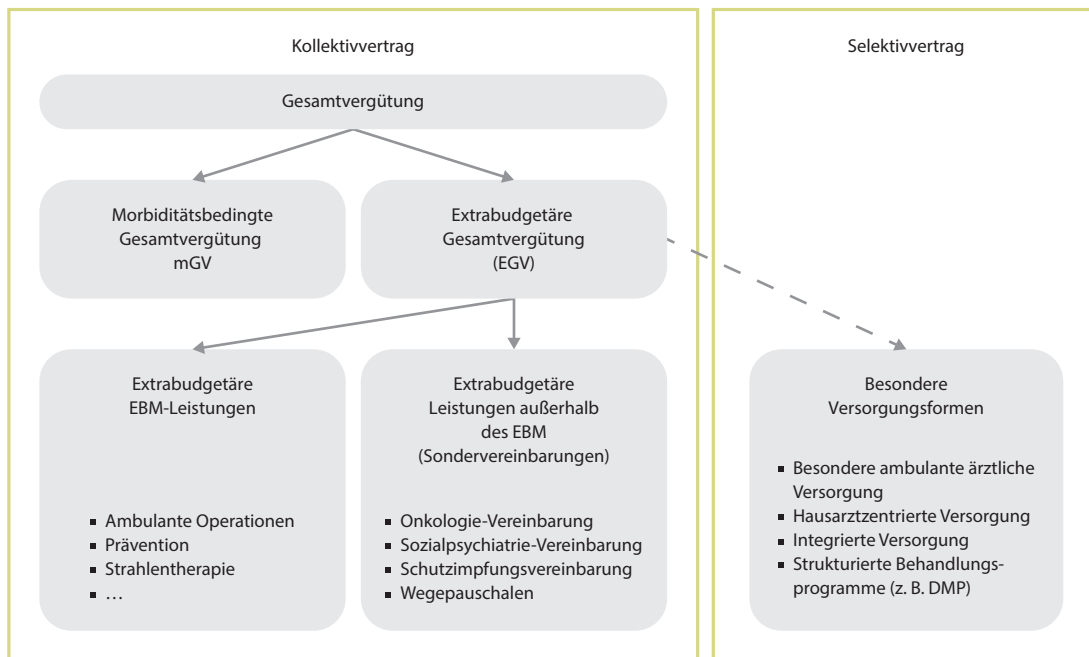 Kollektivvertrag
Selektivvertrag
Gesamtvergütung
Morbiditätsbedingte
Gesamtvergütung
mGV
Extrabudgetäre
Gesamtvergütung
(EGV)
Extrabudgetäre
EBM-Leistungen
▪ Ambulante Operationen
▪ Prävention
▪ Strahlentherapie
▪ …
Extrabudgetäre
Leistungen außerhalb
des EBM
(Sondervereinbarungen)
▪ Onkologie-Vereinbarung
▪ Sozialpsychiatrie-Vereinbarung
▪ Schutzimpfungsvereinbarung
▪ Wegepauschalen
Besondere
Versorgungsformen
▪ Besondere ambulante ärztliche
Versorgung
▪ Hausarztzentrierte Versorgung
▪ Integrierte Versorgung
▪ Strukturierte Behandlungs-
programme (z. B. DMP)